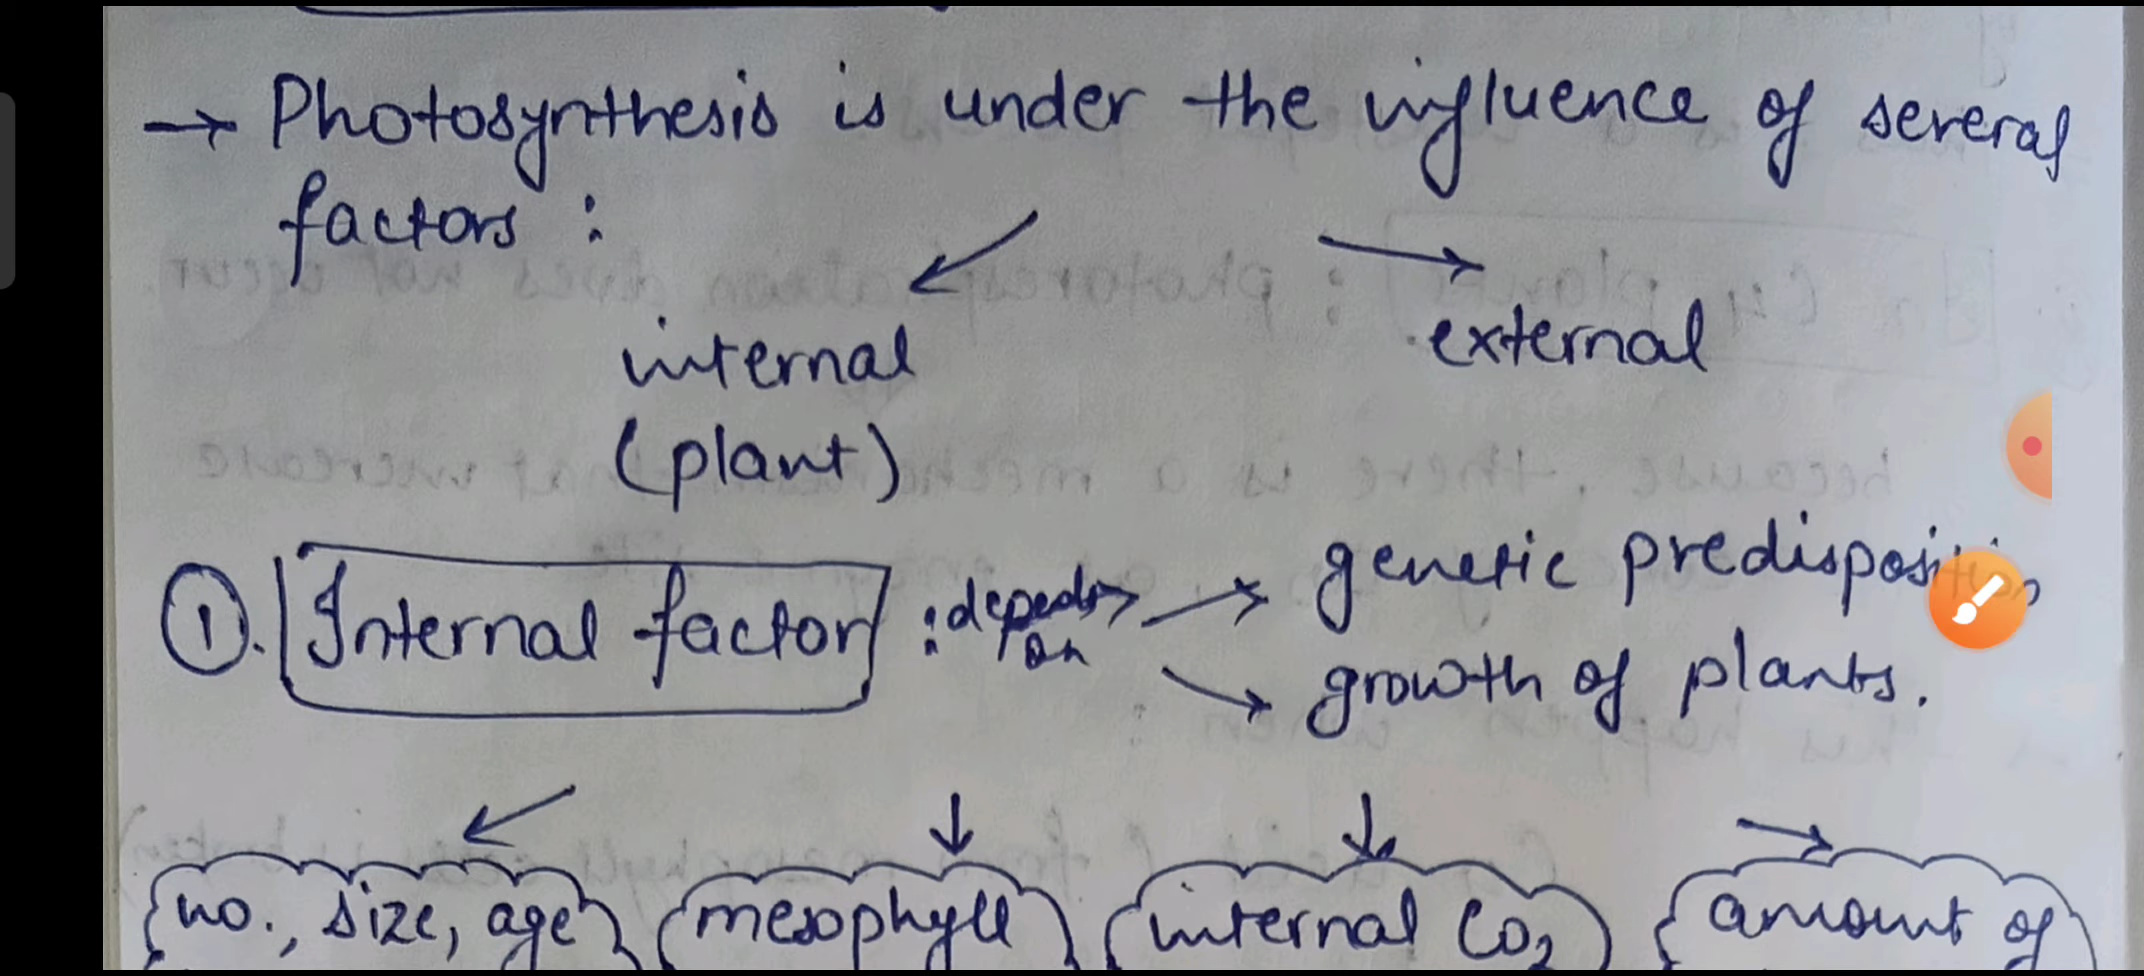 → Photosynthesis is under the influence of several
factors :
internal external
(plant)
①. Internal factor : depends → genetic predisposition
on
→ growth of plants.
no., size, age mesophyll internal CO₂ amount of